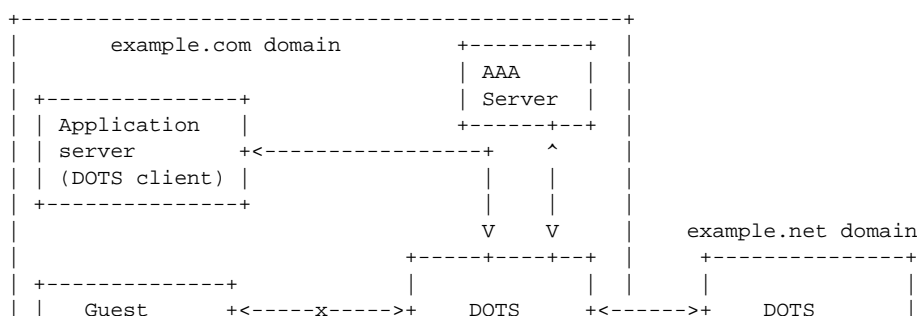 example.com domain
AAA
Server
Application
server
(DOTS client)
example.net domain
Guest DOTS DOTS